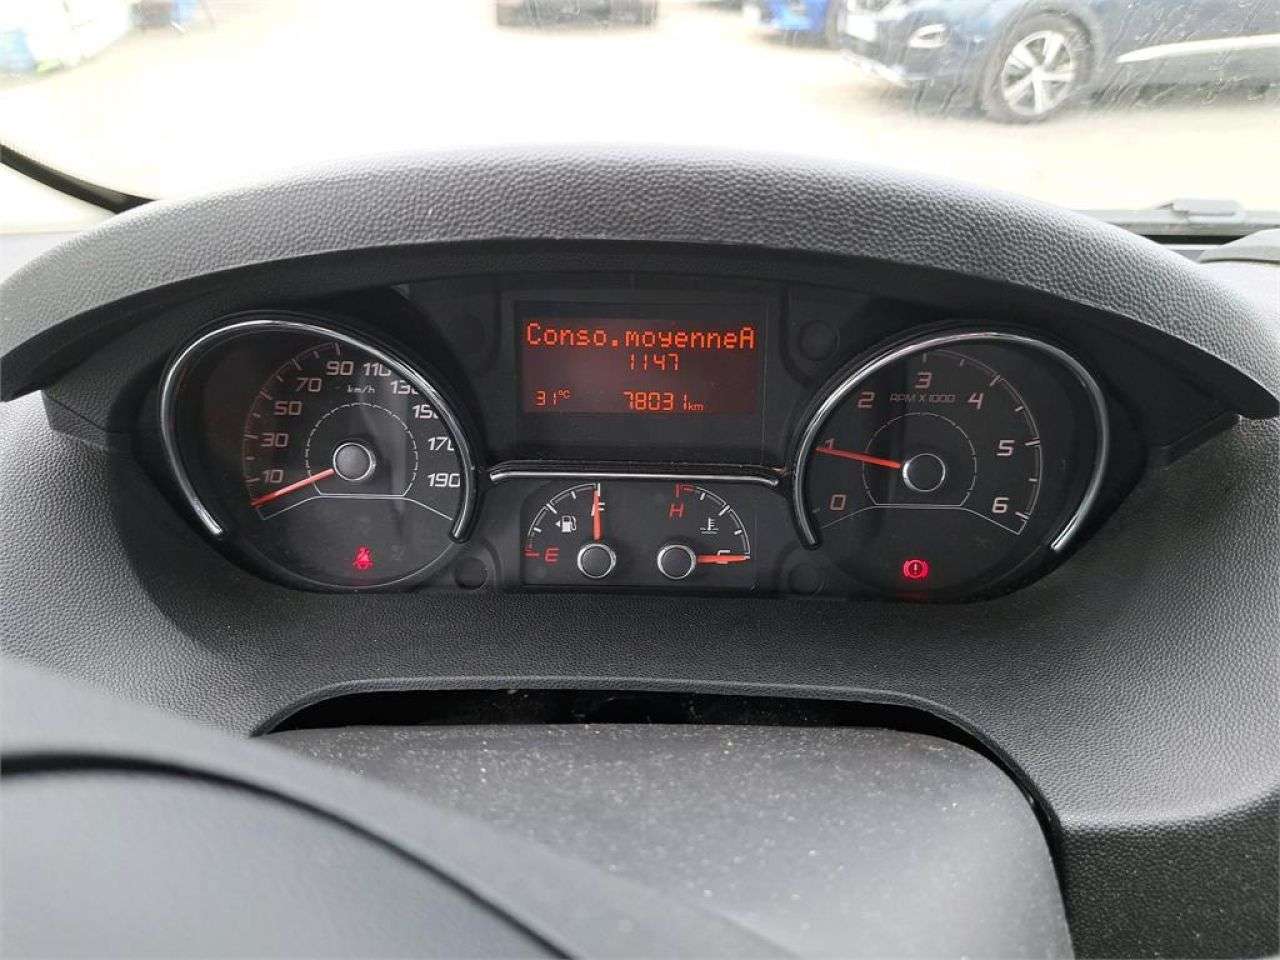 Conso.moyenneA
11:47
31°C 78031km
10 30 50 70 90 110 130 150 170 190
km/h
0 1 2 3 4 5 6
RPM X 1000
E F
H C